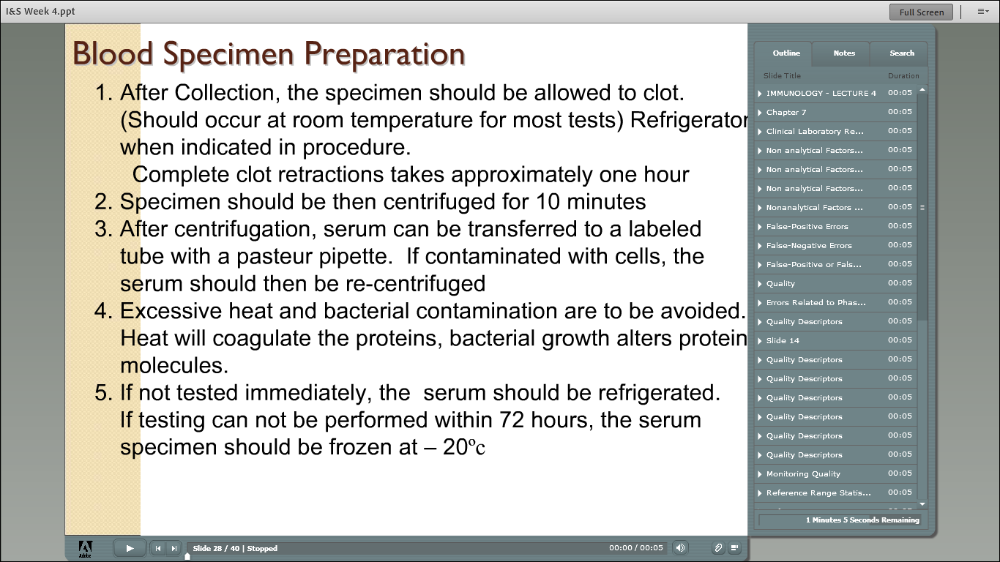 I&S Week 4.ppt
Full Screen
Blood Specimen Preparation
1. After Collection, the specimen should be allowed to clot.
(Should occur at room temperature for most tests) Refrigerator
when indicated in procedure.
Complete clot retractions takes approximately one hour
2. Specimen should be then centrifuged for 10 minutes
3. After centrifugation, serum can be transferred to a labeled
tube with a pasteur pipette. If contaminated with cells, the
serum should then be re-centrifuged
4. Excessive heat and bacterial contamination are to be avoided.
Heat will coagulate the proteins, bacterial growth alters protein
molecules.
5. If not tested immediately, the serum should be refrigerated.
If testing can not be performed within 72 hours, the serum
specimen should be frozen at – 20ºc
Outline Notes Search
Slide Title Duration
IMMUNOLOGY - LECTURE 4 00:05
Chapter 7 00:05
Clinical Laboratory Re... 00:05
Non analytical Factors... 00:05
Non analytical Factors... 00:05
Non analytical Factors... 00:05
Nonanalytical Factors ... 00:05
False-Positive Errors 00:05
False-Negative Errors 00:05
False-Positive or Fals... 00:05
Quality 00:05
Errors Related to Phas... 00:05
Quality Descriptors 00:05
Slide 14 00:05
Quality Descriptors 00:05
Quality Descriptors 00:05
Quality Descriptors 00:05
Quality Descriptors 00:05
Quality Descriptors 00:05
Quality Descriptors 00:05
Monitoring Quality 00:05
Reference Range Statis... 00:05
1 Minutes 5 Seconds Remaining
Adobe
Slide 28 / 40 | Stopped
00:00 / 00:05